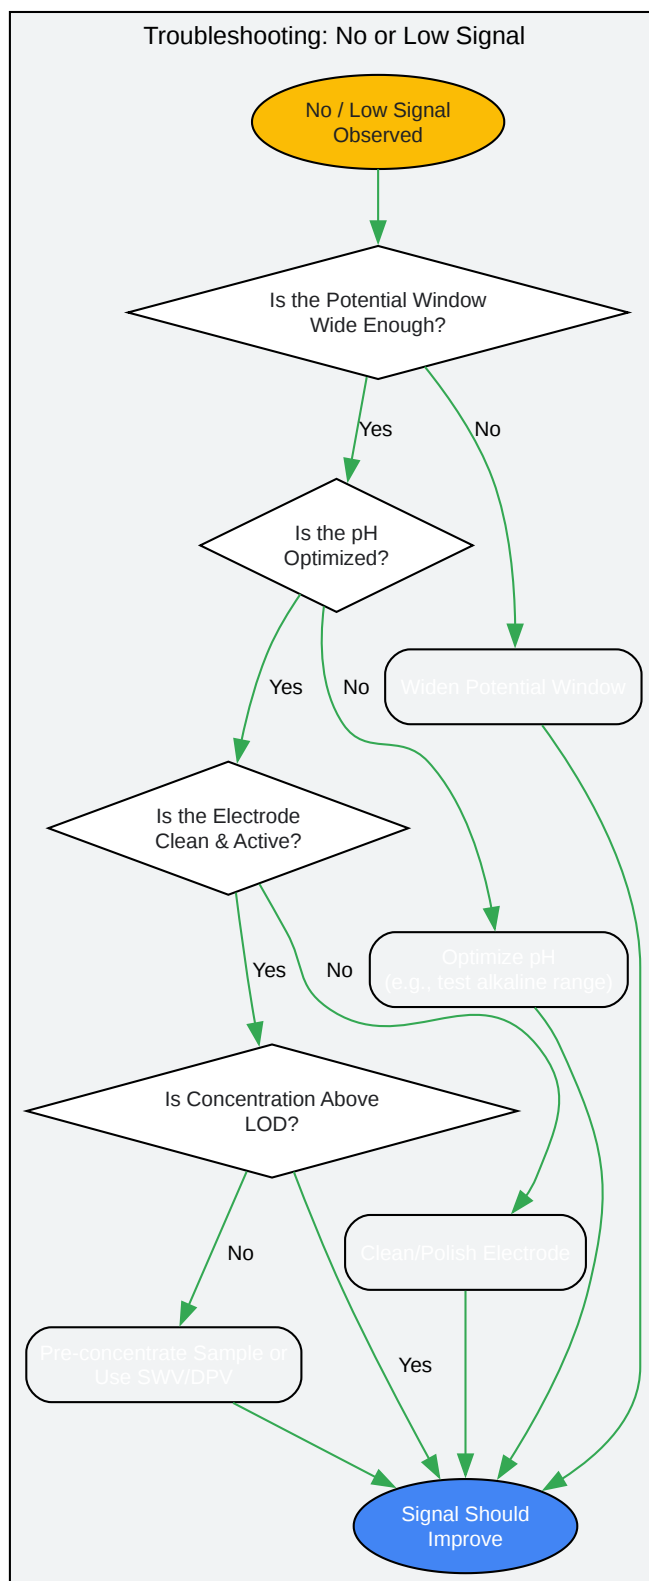 Troubleshooting: No or Low Signal
No / Low Signal
Observed
Is the Potential Window
Wide Enough?
Yes
No
Is the pH
Optimized?
Yes
No
Widen Potential Window
Is the Electrode
Clean & Active?
Yes
No
Optimize pH
(e.g., test alkaline range)
Is Concentration Above
LOD?
No
Clean/Polish Electrode
Pre-concentrate Sample or
Use SWV/DPV
Yes
Signal Should
Improve